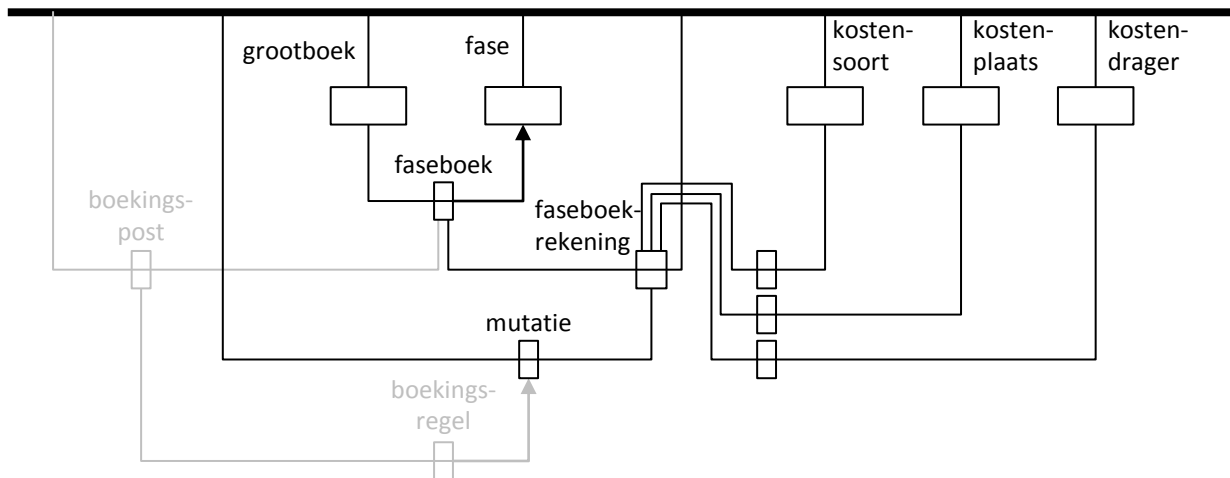 grootboek
fase
kosten-
soort
kosten-
plaats
kosten-
drager
faseboek
boekings-
post
faseboek-
rekening
mutatie
boekings-
regel